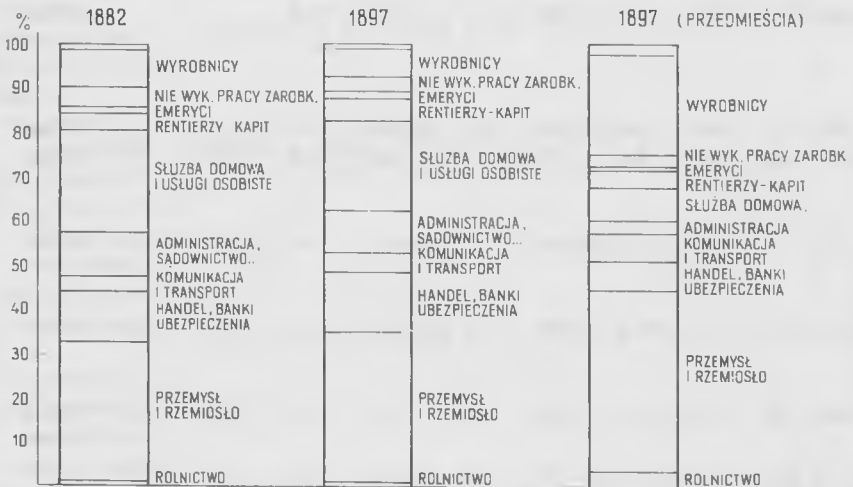 %
1882
1897
1897 (PRZEDMIEŚCIA)
100
90
80
70
60
50
40
30
20
10
%
WYROBNICY
NIE WYK. PRACY ZAROBK.
EMERYCI
RENTIERZY KAPIT
SŁUŻBA DOMOWA
I USŁUGI OSOBISTE
ADMINISTRACJA,
SĄDOWNICTWO..
KOMUNIKACJA
I TRANSPORT
HANDEL, BANKI
UBEZPIECZENIA
PRZEMYSŁ
I RZEMIOSŁO
ROLNICTWO
WYROBNICY
NIE WYK. PRACY ZAROBK.
EMERYCI
RENTIERZY-KAPIT
SŁUŻBA DOMOWA
I USŁUGI OSOBISTE
ADMINISTRACJA,
SĄDOWNICTWO...
KOMUNIKACJA
I TRANSPORT
HANDEL, BANKI
UBEZPIECZENIA
PRZEMYSŁ
I RZEMIOSŁO
ROLNICTWO
WYROBNICY
NIE WYK. PRACY ZAROBK
EMERYCI
RENTIERZY-KAPIT
SŁUŻBA DOMOWA.
ADMINISTRACJA
KOMUNIKACJA
I TRANSPORT
HANDEL, BANKI
UBEZPIECZENIA
PRZEMYSŁ
I RZEMIOSŁO
ROLNICTWO